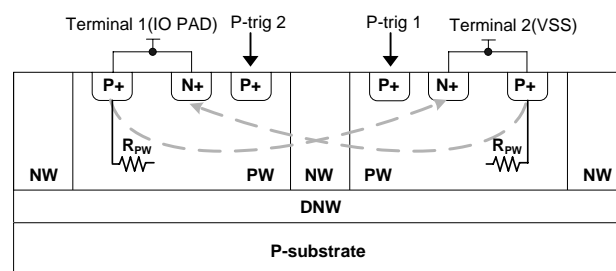 Terminal 1(IO PAD) P-trig 2 P-trig 1 Terminal 2(VSS)
P+ N+ P+ P+ N+ P+
RPW RPW
NW PW NW PW NW
DNW
P-substrate